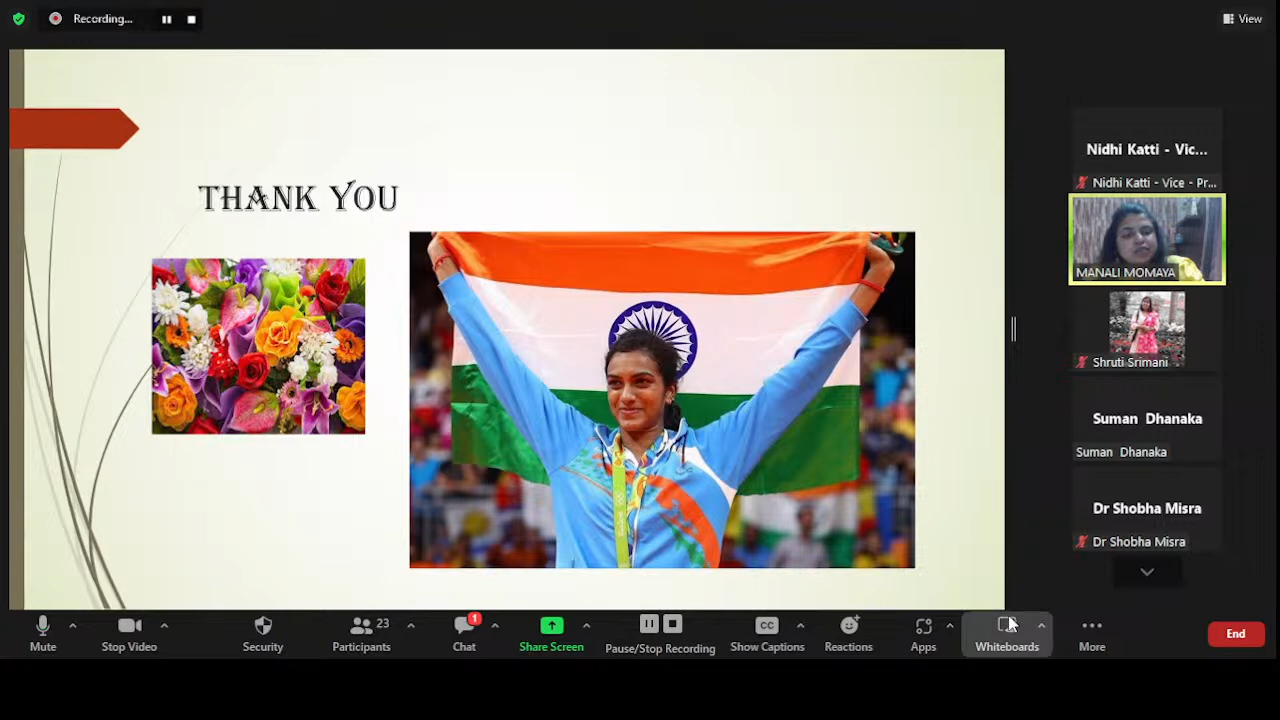 Recording...
View
THANK YOU
Nidhi Katti - Vic...
Nidhi Katti - Vice - Pr...
MANALI MOMAYA
Shruti Srimani
Suman Dhanaka
Suman Dhanaka
Dr Shobha Misra
Dr Shobha Misra
23
1
CC
Mute
Stop Video
Security
Participants
Chat
Share Screen
Pause/Stop Recording
Show Captions
Reactions
Apps
Whiteboards
More
End